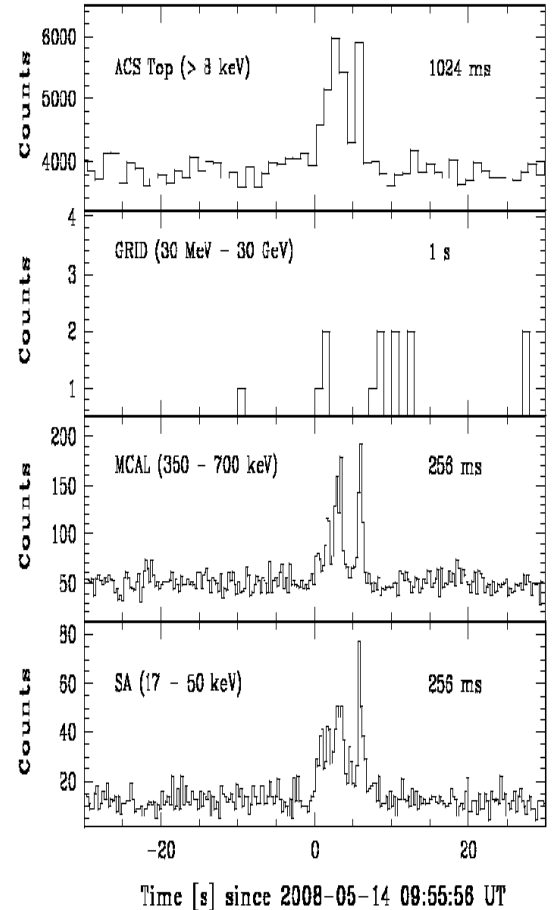 6000
ACS Top (> 8 keV)
1024 ms
5000
4000
Counts
4
GRID (30 MeV - 30 GeV)
1 s
3
2
1
Counts
200
MCAL (350 - 700 keV)
256 ms
150
100
50
Counts
80
SA (17 - 50 keV)
256 ms
60
40
20
Counts
-20 0 20
Time [s] since 2008-05-14 09:55:56 UT